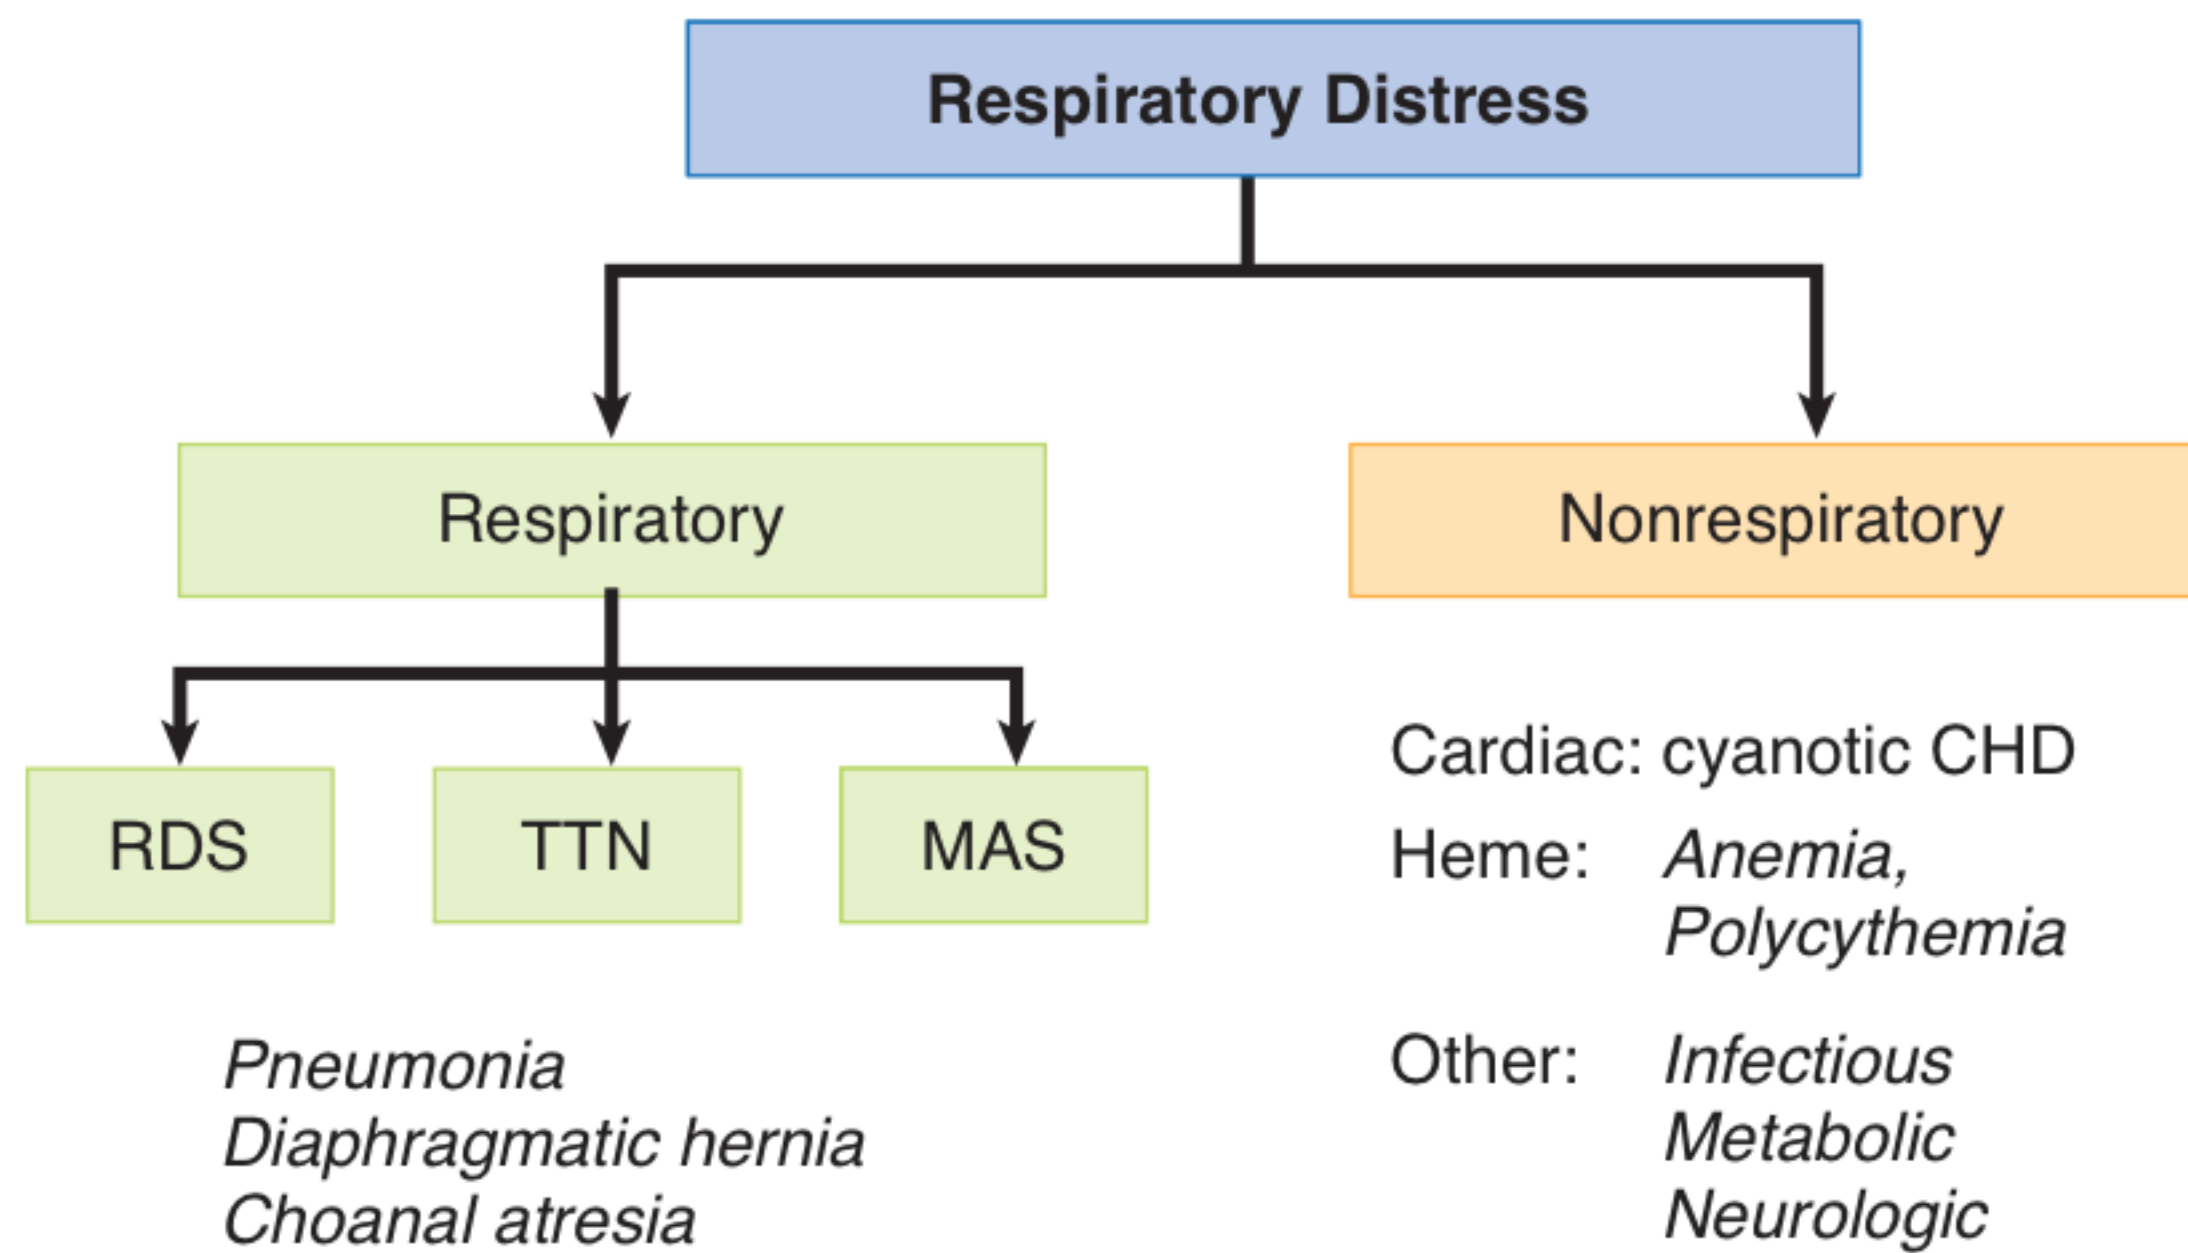 Respiratory Distress
Respiratory
Nonrespiratory
RDS
TTN
MAS
Pneumonia
Diaphragmatic hernia
Choanal atresia
Cardiac: cyanotic CHD
Heme: Anemia,
Polycythemia
Other: Infectious
Metabolic
Neurologic